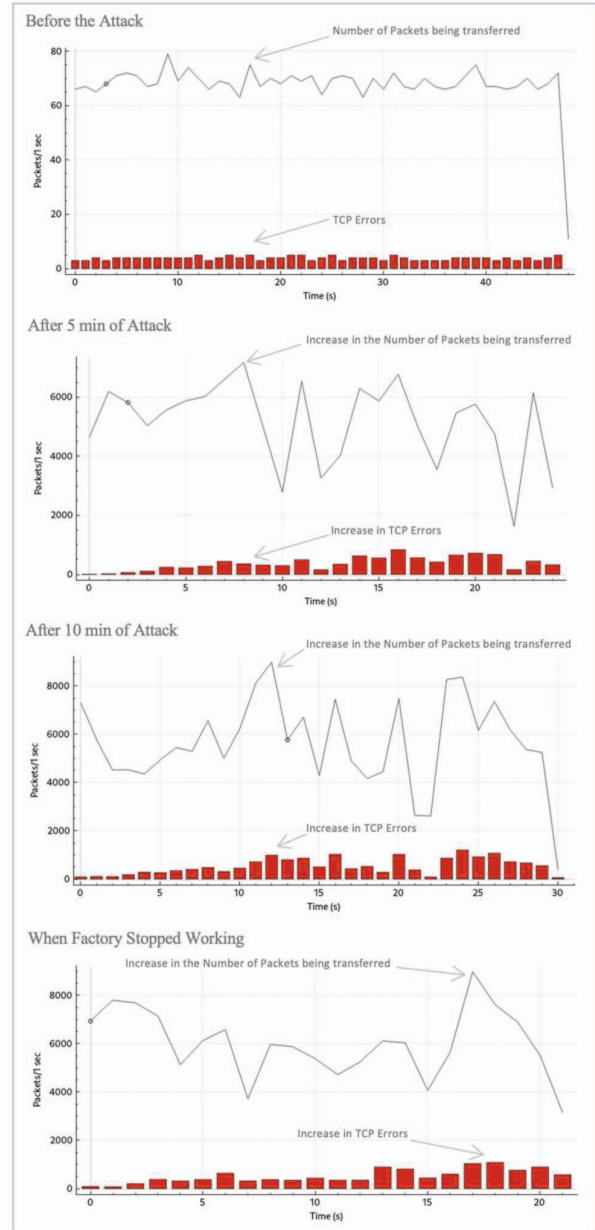 Before the Attack
Number of Packets being transferred
80
60
40
20
0
Packets/1 sec
TCP Errors
0 10 20 30 40
Time (s)
After 5 min of Attack
Increase in the Number of Packets being transferred
6000
4000
2000
0
Packets/1 sec
Increase in TCP Errors
0 5 10 15 20
Time (s)
After 10 min of Attack
Increase in the Number of Packets being transferred
8000
6000
4000
2000
0
Packets/1 sec
Increase in TCP Errors
0 5 10 15 20 25 30
Time (s)
When Factory Stopped Working
Increase in the Number of Packets being transferred
8000
6000
4000
2000
0
Packets/1 sec
Increase in TCP Errors
0 5 10 15 20
Time (s)